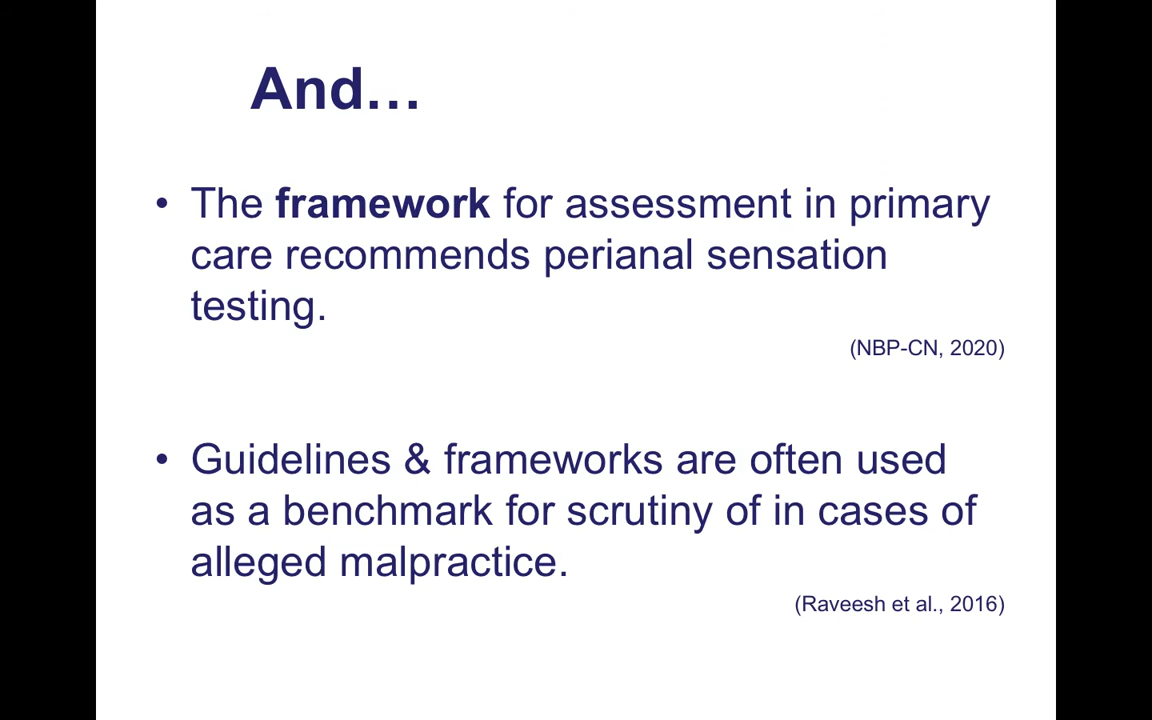 And…
• The framework for assessment in primary
care recommends perianal sensation
testing.
(NBP-CN, 2020)
• Guidelines & frameworks are often used
as a benchmark for scrutiny of in cases of
alleged malpractice.
(Raveesh et al., 2016)